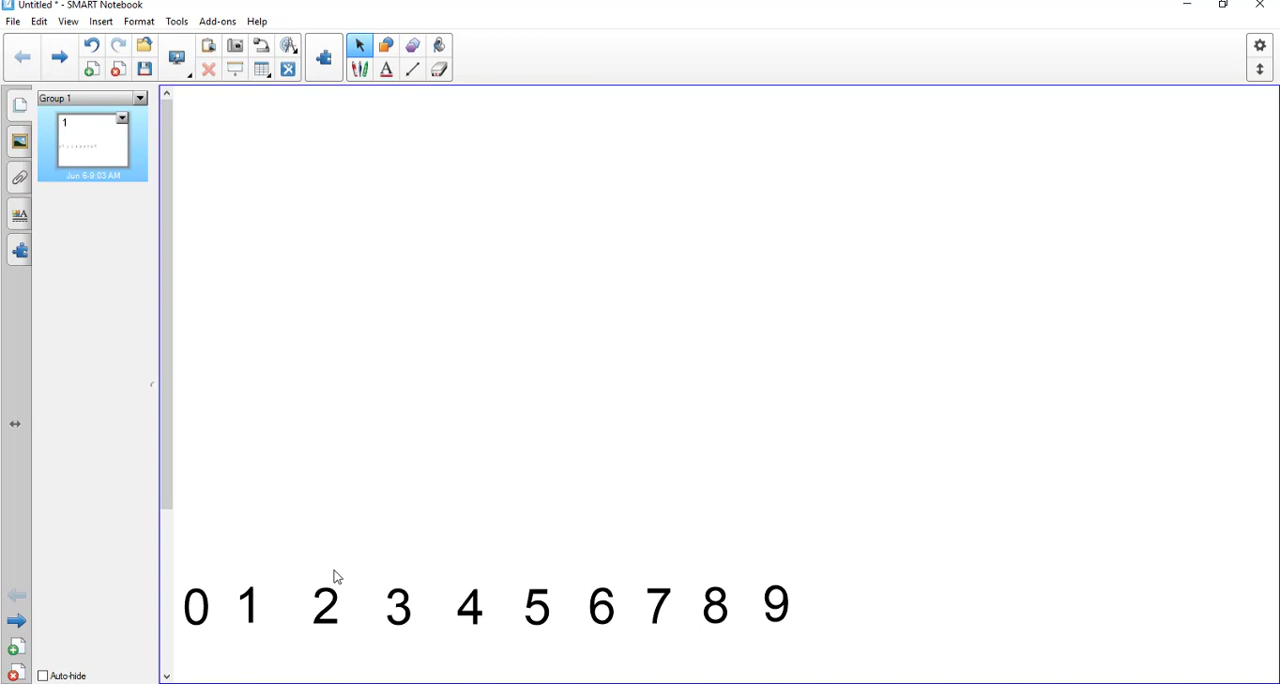 Untitled * - SMART Notebook
File Edit View Insert Format Tools Add-ons Help
Group 1
1
Jun 6-9:03 AM
0 1 2 3 4 5 6 7 8 9
Auto-hide